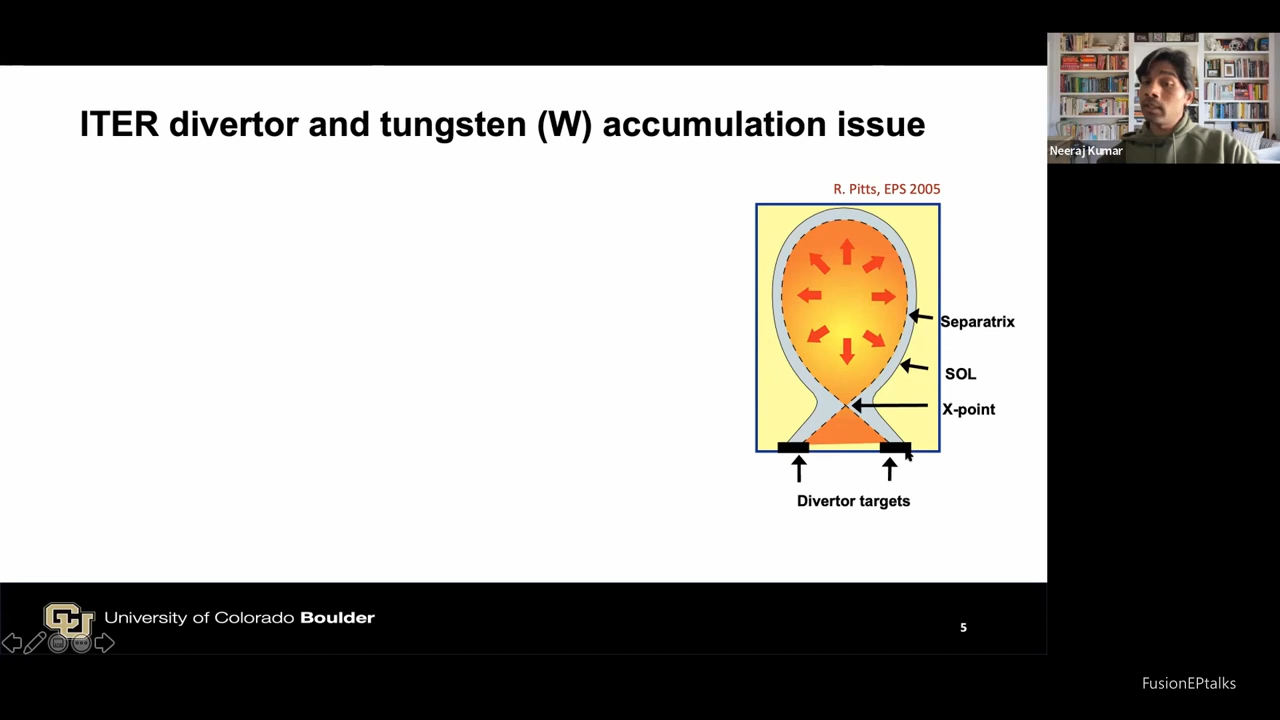 ITER divertor and tungsten (W) accumulation issue
Neeraj Kumar
R. Pitts, EPS 2005
Separatrix
SOL
X-point
Divertor targets
CU
University of Colorado Boulder
5
FusionEPtalks